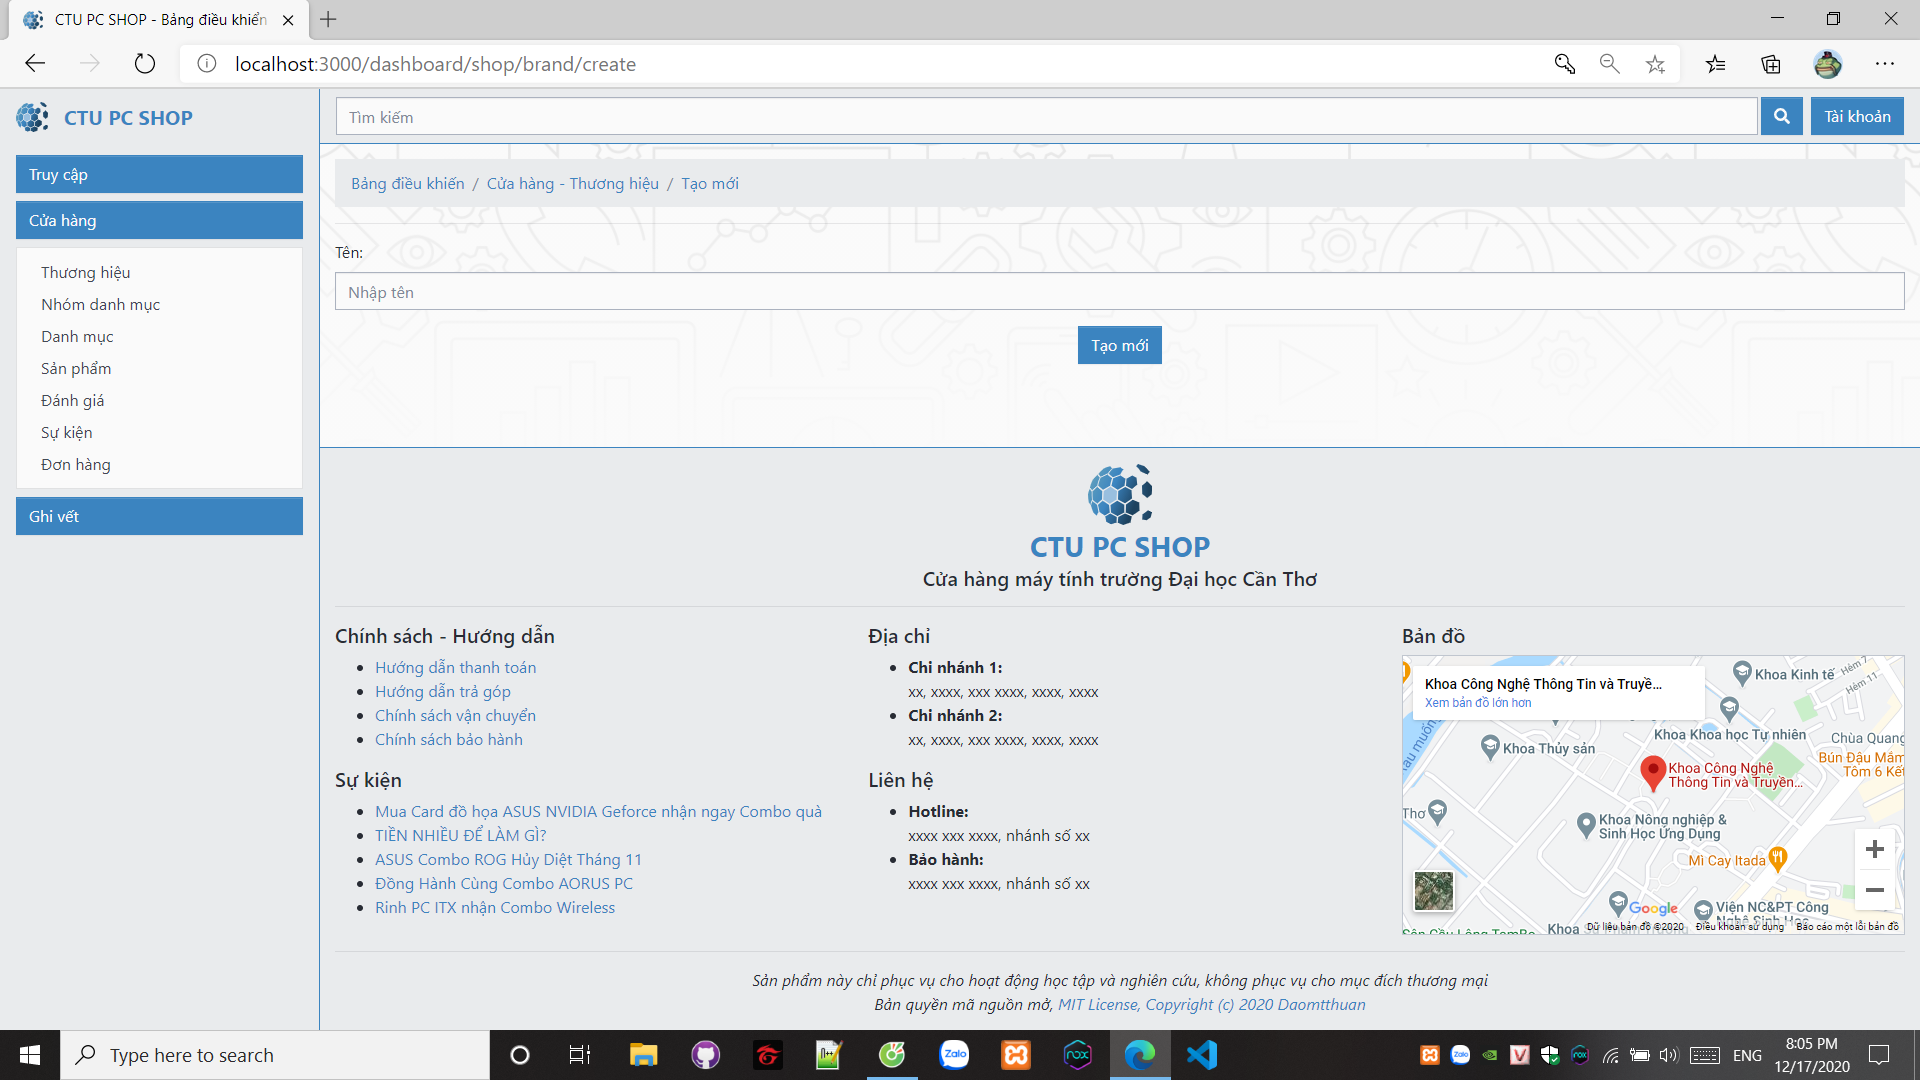 CTU PC SHOP - Bảng điều khiển
localhost:3000/dashboard/shop/brand/create
CTU PC SHOP
Tìm kiếm
Tài khoản
Truy cập
Cửa hàng
Thương hiệu
Nhóm danh mục
Danh mục
Sản phẩm
Đánh giá
Sự kiện
Đơn hàng
Ghi vết
Bảng điều khiển / Cửa hàng - Thương hiệu / Tạo mới
Tên:
Nhập tên
Tạo mới
CTU PC SHOP
Cửa hàng máy tính trường Đại học Cần Thơ
Chính sách - Hướng dẫn
Hướng dẫn thanh toán
Hướng dẫn trả góp
Chính sách vận chuyển
Chính sách bảo hành
Sự kiện
Mua Card đồ họa ASUS NVIDIA Geforce nhận ngay Combo quà
TIỀN NHIỀU ĐỂ LÀM GÌ?
ASUS Combo ROG Hủy Diệt Tháng 11
Đồng Hành Cùng Combo AORUS PC
Rinh PC ITX nhận Combo Wireless
Địa chỉ
Chi nhánh 1:
xx, xxxx, xxx xxxx, xxxx, xxxx
Chi nhánh 2:
xx, xxxx, xxx xxxx, xxxx, xxxx
Liên hệ
Hotline:
xxxx xxx xxxx, nhánh số xx
Bảo hành:
xxxx xxx xxxx, nhánh số xx
Bản đồ
Khoa Công Nghệ Thông Tin và Truyề...
Xem bản đồ lớn hơn
Khoa Kinh tế
Hẻm 7
Hẻm 11
Khoa Khoa học Tự nhiên
Khoa Thủy sản
Chùa Quang
Bún Đậu Mắm
Tôm 6 Kết
Khoa Công Nghệ
Thông Tin và Truyền...
Thơ
Khoa Nông nghiệp &
Sinh Học Ứng Dụng
Mì Cay Itada
Viện NC&PT Công
Nghệ Sinh Học
Google
Khoa
Dữ liệu bản đồ ©2020 Điều khoản sử dụng Báo cáo một lỗi bản đồ
Sản phẩm này chỉ phục vụ cho hoạt động học tập và nghiên cứu, không phục vụ cho mục đích thương mại
Bản quyền mã nguồn mở, MIT License, Copyright (c) 2020 Daomtthuan
Type here to search
Zalo
nox
ENG
8:05 PM
12/17/2020